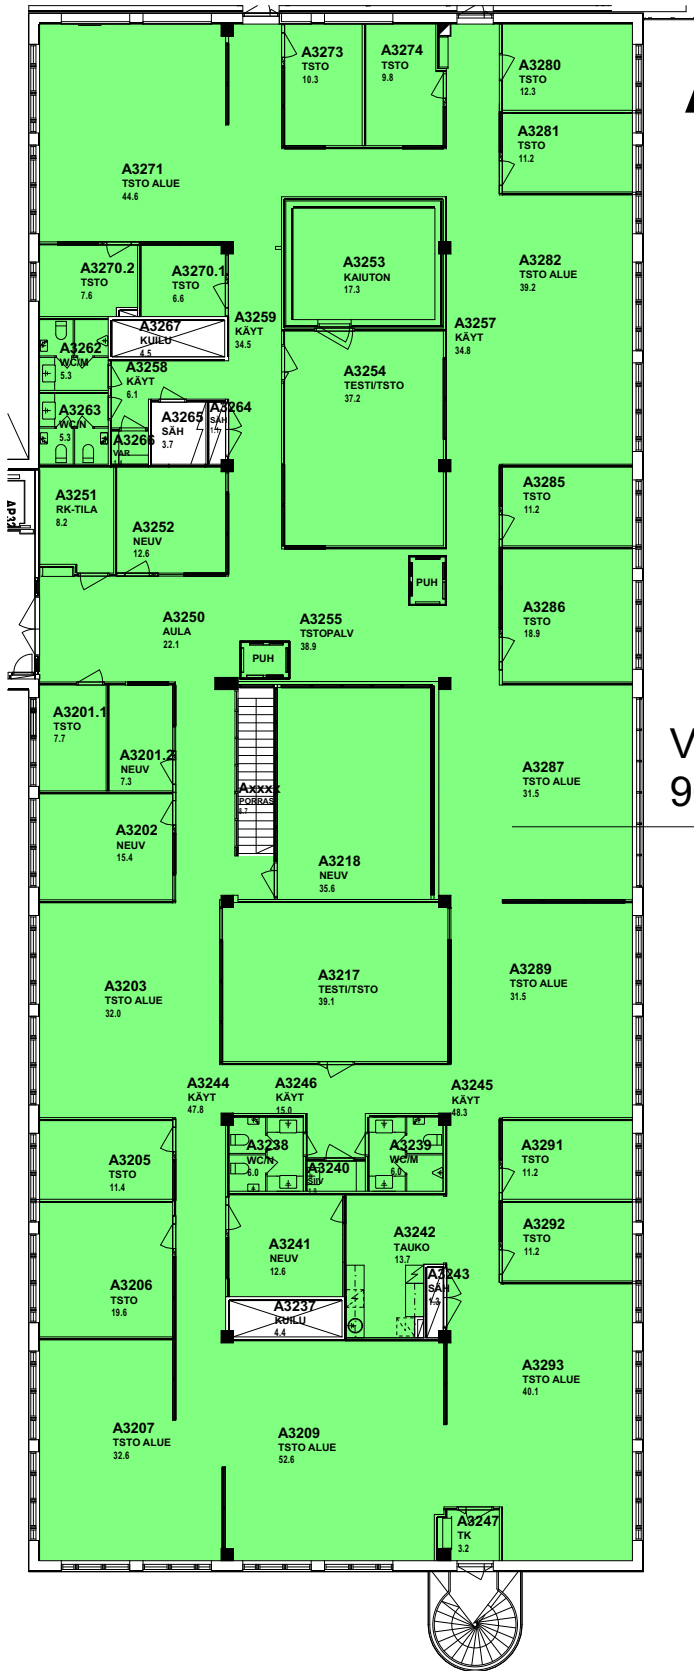 A3273
TSTO
10.3
A3274
TSTO
9.8
A3280
TSTO
12.3
A3281
TSTO
11.2
A3271
TSTO ALUE
44.6
A3253
KAIUTON
17.3
A3282
TSTO ALUE
39.2
A3270.2
TSTO
7.6
A3270.1
TSTO
6.6
A3259
KÄYT
34.5
A3257
KÄYT
34.8
A3267
KUILU
4.5
A3262
WC/M
5.3
A3258
KÄYT
6.1
A3254
TESTI/TSTO
37.2
A3263
WC/N
5.3
A3265
SÄH
3.7
A3264
SÄH
A3266
VAR
A3251
RK-TILA
8.2
A3252
NEUV
12.6
A3285
TSTO
11.2
PUH
A3286
TSTO
18.9
A3250
AULA
22.1
A3255
TSTOPALV
38.9
PUH
A3201.1
TSTO
7.7
A3201.2
NEUV
7.3
V
9
A3287
TSTO ALUE
31.5
Axxxx
PORRAS
8.7
A3202
NEUV
15.4
A3218
NEUV
35.6
A3203
TSTO ALUE
32.0
A3217
TESTI/TSTO
39.1
A3289
TSTO ALUE
31.5
A3244
KÄYT
47.8
A3246
KÄYT
15.0
A3245
KÄYT
48.3
A3205
TSTO
11.4
A3238
WC/N
6.0
A3240
SIIV
A3239
WC/M
6.0
A3291
TSTO
11.2
A3206
TSTO
19.6
A3241
NEUV
12.6
A3242
TAUKO
13.7
A3292
TSTO
11.2
A3237
KUILU
4.4
A3243
SÄH
1.3
A3207
TSTO ALUE
32.6
A3209
TSTO ALUE
52.6
A3293
TSTO ALUE
40.1
A3247
TK
3.2